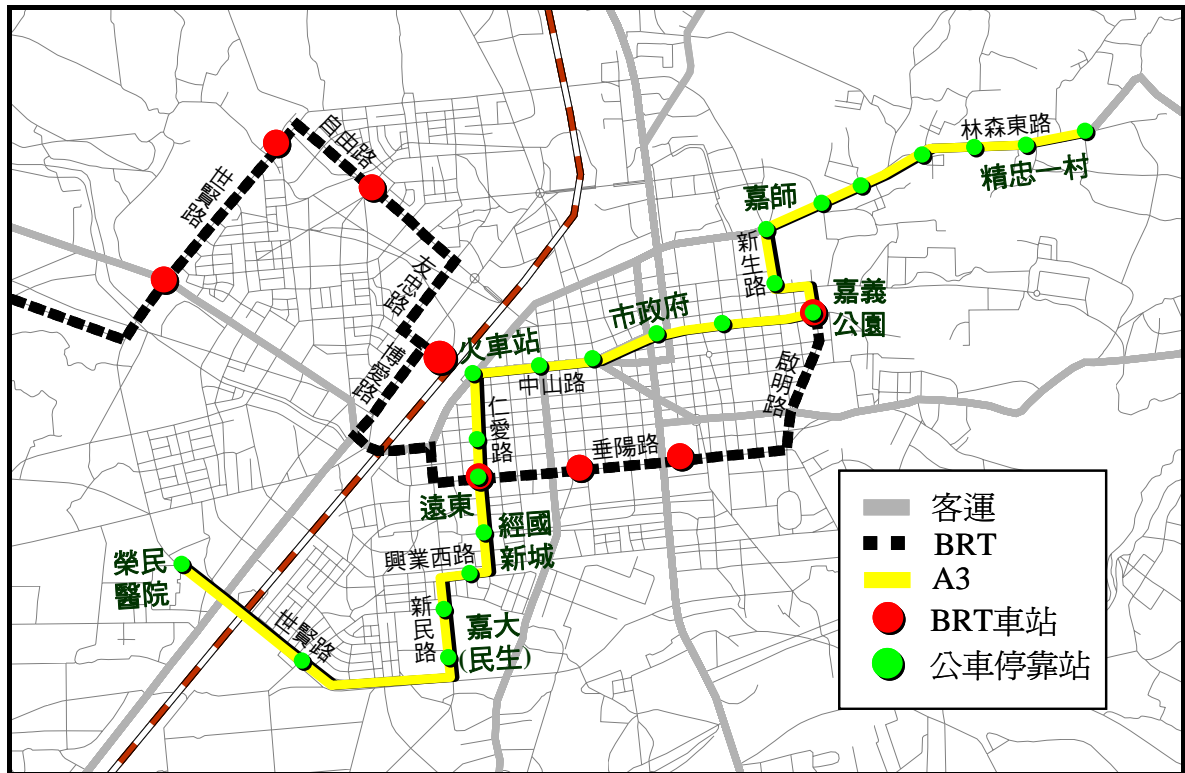 自由路
世賢路
友忠路
博愛路
火車站
中山路
市政府
仁愛路
垂陽路
遠東
經國
新城
興業西路
新民路
嘉大
(民生)
世賢路
榮民
醫院
嘉師
新生路
嘉義
公園
啟明路
林森東路
精忠一村
客運
BRT
A3
BRT車站
公車停靠站